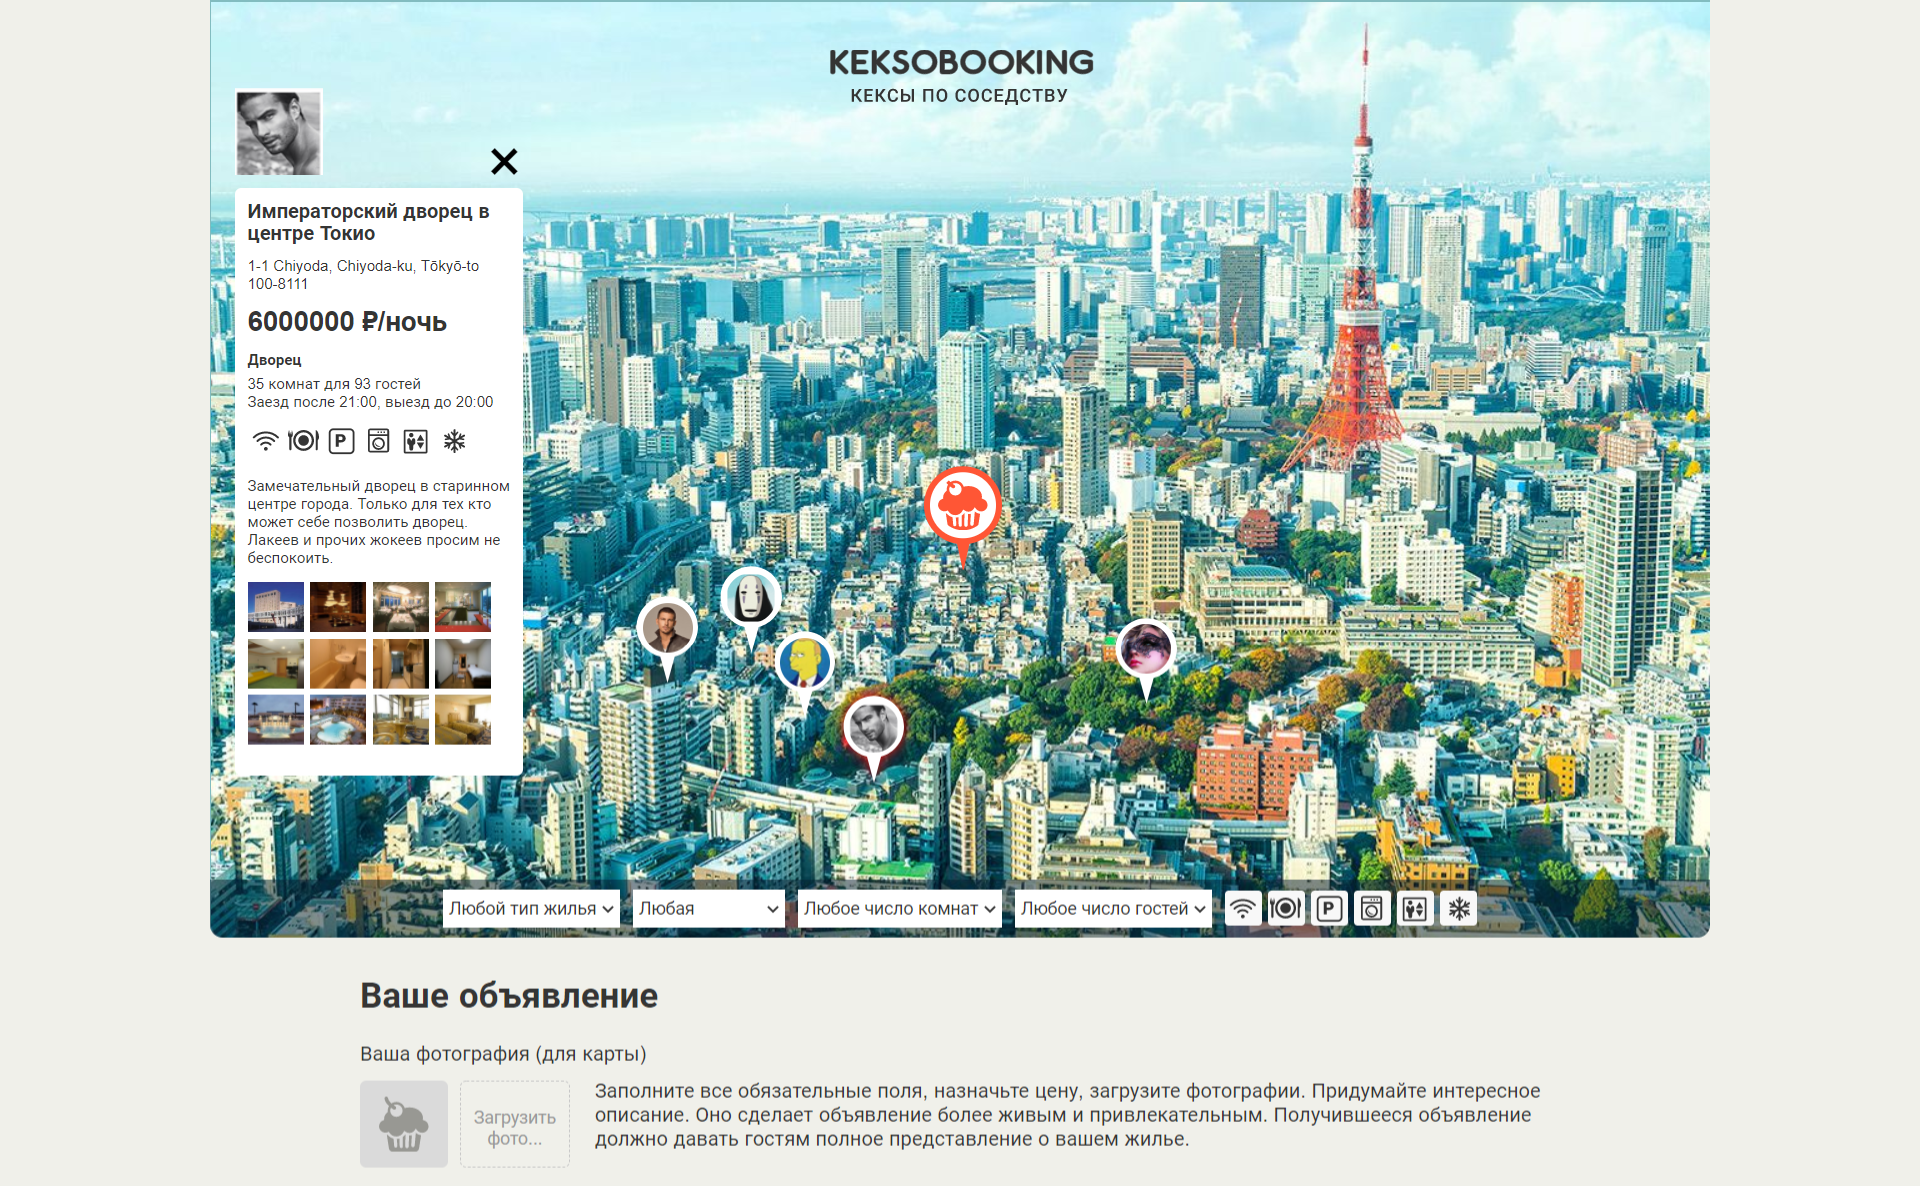 KEKSOBOOKING
КЕКСЫ ПО СОСЕДСТВУ
Императорский дворец в
центре Токио
1-1 Chiyoda, Chiyoda-ku, Tōkyō-to
100-8111
6000000 ₽/ночь
Дворец
35 комнат для 93 гостей
Заезд после 21:00, выезд до 20:00
P
Замечательный дворец в старинном
центре города. Только для тех кто
может себе позволить дворец.
Лакеев и прочих жокеев просим не
беспокоить.
Любой тип жилья
Любая
Любое число комнат
Любое число гостей
P
Ваше объявление
Ваша фотография (для карты)
Загрузить
фото...
Заполните все обязательные поля, назначьте цену, загрузите фотографии. Придумайте интересное
описание. Оно сделает объявление более живым и привлекательным. Получившееся объявление
должно давать гостям полное представление о вашем жилье.